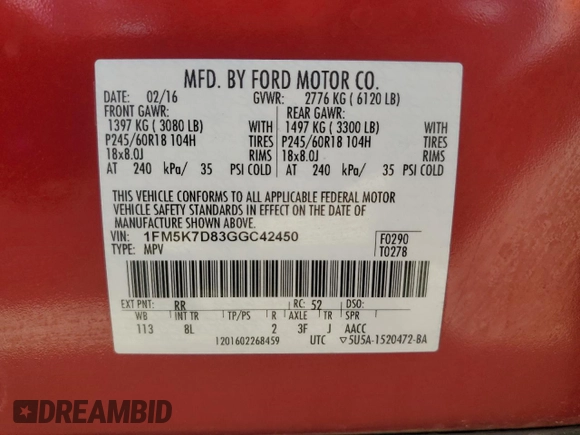 MFD. BY FORD MOTOR CO.
DATE: 02/16 GVWR: 2776 KG ( 6120 LB)
FRONT GAWR: REAR GAWR:
1397 KG ( 3080 LB) WITH 1497 KG ( 3300 LB) WITH
P245/60R18 104H TIRES P245/60R18 104H TIRES
18x8.0J RIMS 18x8.0J RIMS
AT 240 kPa/ 35 PSI COLD AT 240 kPa/ 35 PSI COLD
THIS VEHICLE CONFORMS TO ALL APPLICABLE FEDERAL MOTOR
VEHICLE SAFETY STANDARDS IN EFFECT ON THE DATE OF
MANUFACTURE SHOWN ABOVE.
VIN: 1FM5K7D83GGC42450 F0290
TYPE: MPV T0278
EXT PNT: RR RC: 52 DSO:
WB INT TR TP/PS R AXLE TR SPR
113 8L 2 3F J AACC
1201602268459 UTC ▽5U5A-1520472-BA
DREAMBID